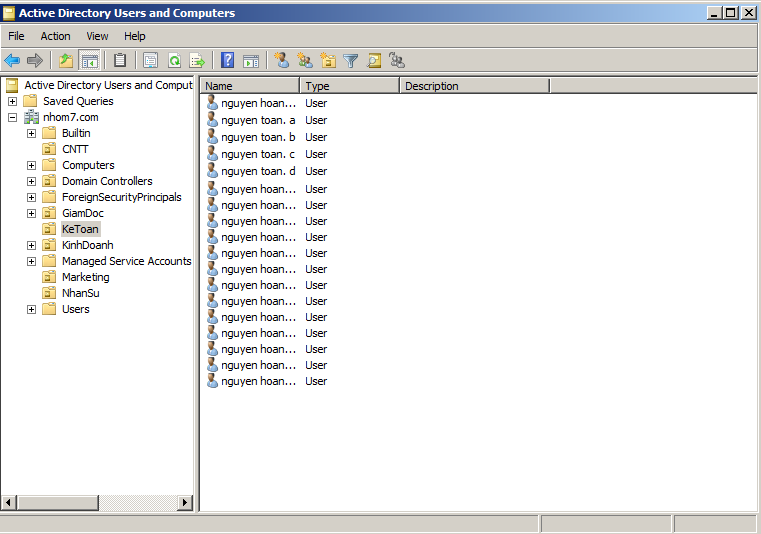 Active Directory Users and Computers
File Action View Help
Active Directory Users and Comput
Saved Queries
nhom7.com
Builtin
CNTT
Computers
Domain Controllers
ForeignSecurityPrincipals
GiamDoc
KeToan
KinhDoanh
Managed Service Accounts
Marketing
NhanSu
Users
Name Type Description
nguyen hoan... User
nguyen toan. a User
nguyen toan. b User
nguyen toan. c User
nguyen toan. d User
nguyen hoan... User
nguyen hoan... User
nguyen hoan... User
nguyen hoan... User
nguyen hoan... User
nguyen hoan... User
nguyen hoan... User
nguyen hoan... User
nguyen hoan... User
nguyen hoan... User
nguyen hoan... User
nguyen hoan... User
nguyen hoan... User